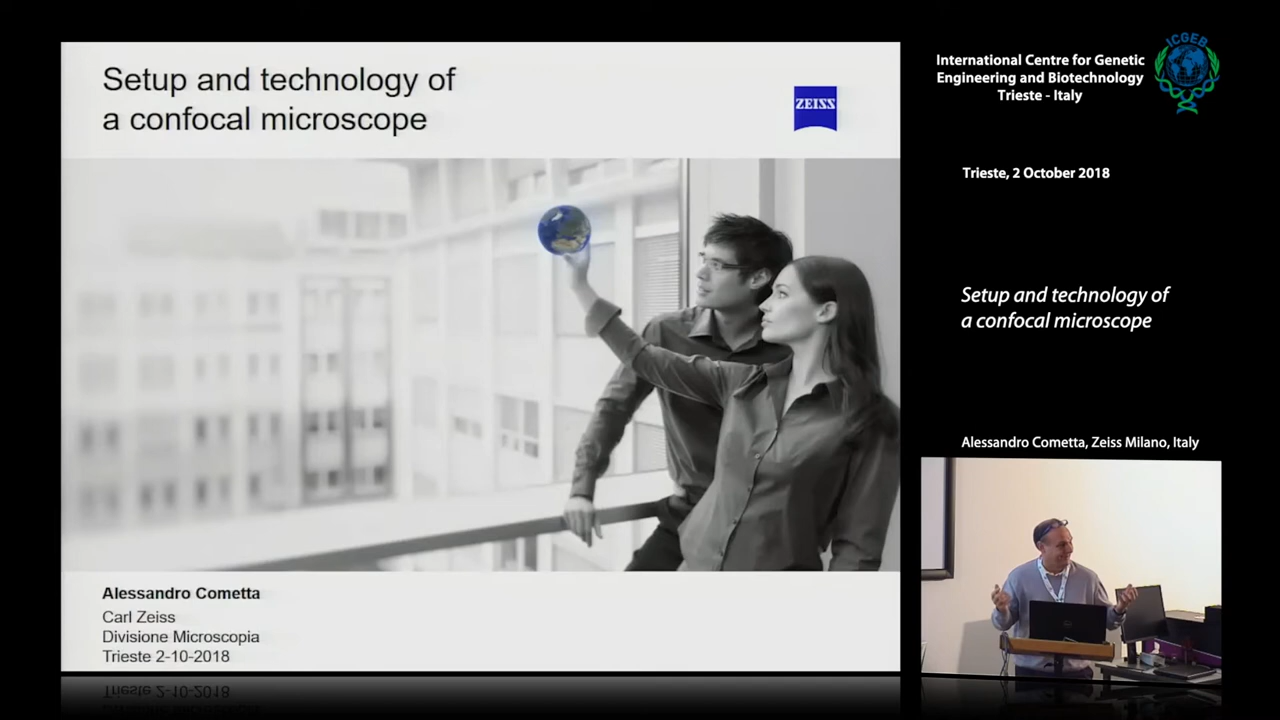 Setup and technology of
a confocal microscope
ZEISS
Alessandro Cometta
Carl Zeiss
Divisione Microscopia
Trieste 2-10-2018
International Centre for Genetic
Engineering and Biotechnology
Trieste - Italy
ICGEB
Trieste, 2 October 2018
Setup and technology of
a confocal microscope
Alessandro Cometta, Zeiss Milano, Italy